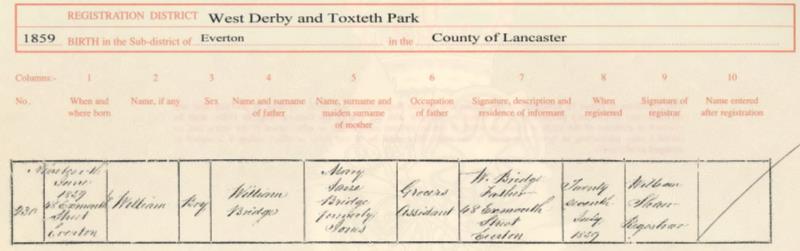 REGISTRATION DISTRICT West Derby and Toxteth Park
1859 BIRTH in the Sub-district of Everton in the County of Lancaster
Columns:- 1 2 3 4 5 6 7 8 9 10
No. When and where born Name, if any Sex Name and surname of father Name, surname and maiden surname of mother Occupation of father Signature, description and residence of informant When registered Signature of registrar Name entered after registration
Nineteenth
June
1859
48 Exmouth
Street
Everton
William
Boy
William
Bridge
Mary
Jane
Bridge
formerly
Grocers
Assistant
W. Bridge
Father
48 Exmouth
Street
Everton
Twenty
seventh
July
1859
William
Registrar